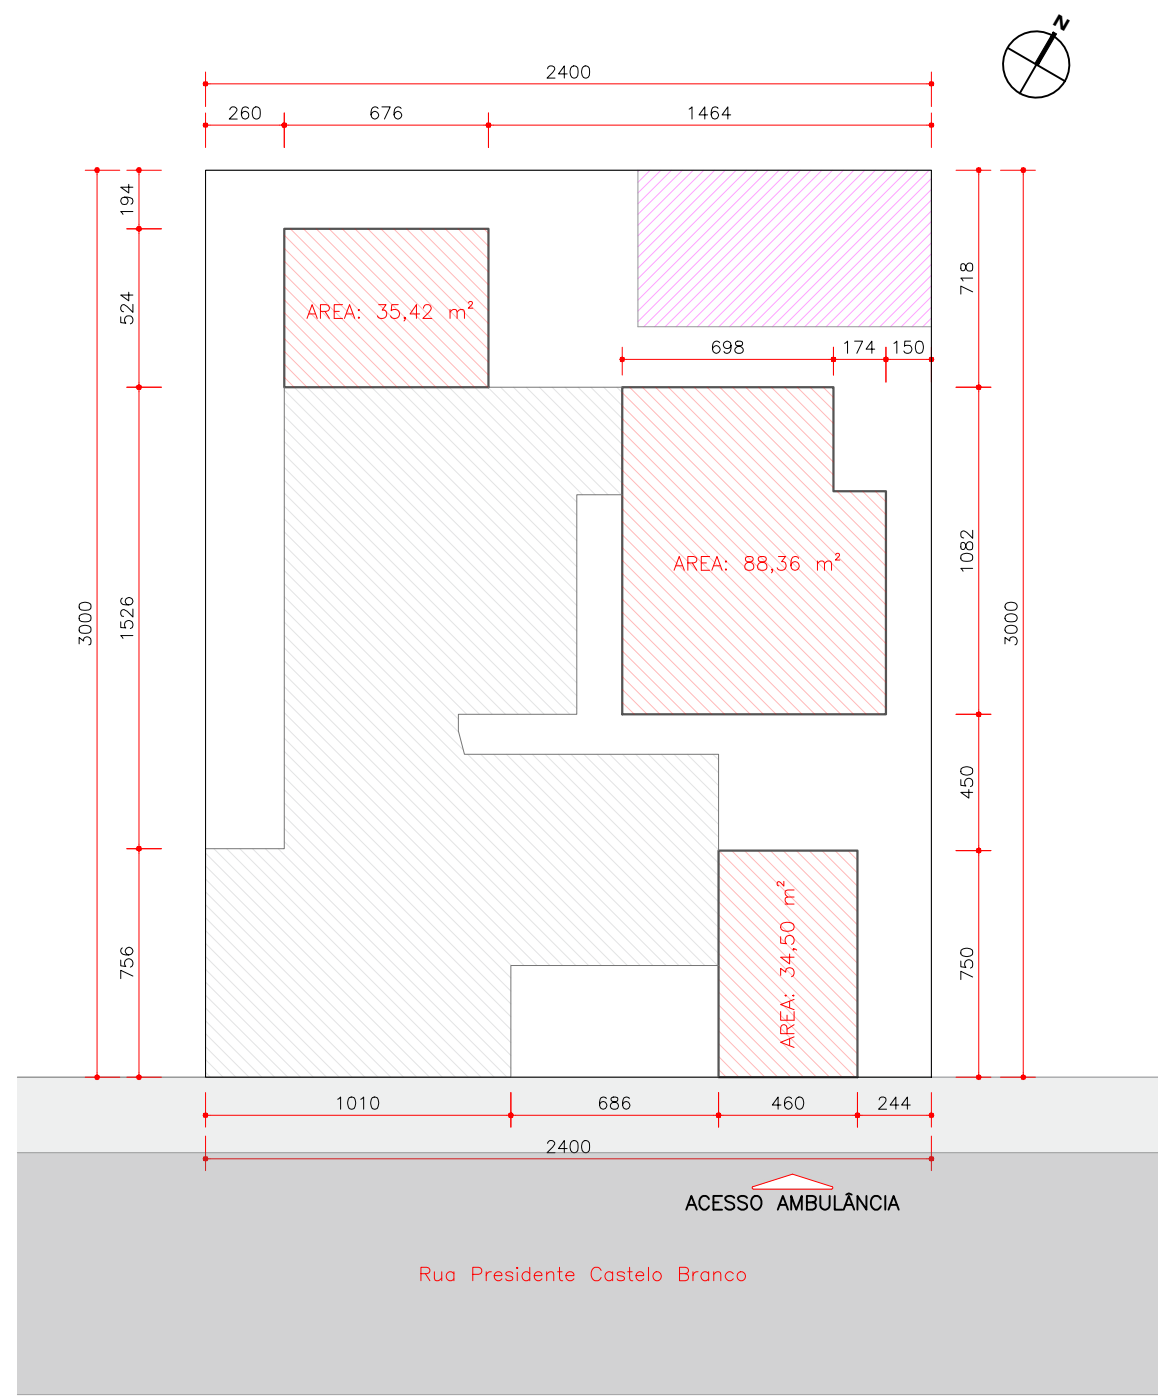 N
2400
260 676 1464
194
524
718
AREA: 35,42 m²
698 174 150
1526
3000
1082
3000
AREA: 88,36 m²
450
756
750
AREA: 34,50 m²
1010 686 460 244
2400
ACESSO AMBULÂNCIA
Rua Presidente Castelo Branco